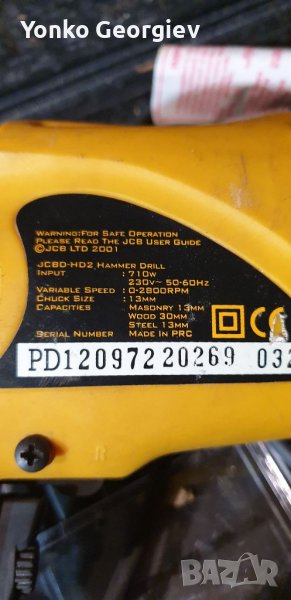 Yonko Georgiev
WARNING:FOR SAFE OPERATION
PLEASE READ THE JCB USER GUIDE
©JCB LTD 2001
JCBD-HD2 HAMMER DRILL
INPUT : 710W
230V~ 50-60HZ
VARIABLE SPEED : 0-2800RPM
CHUCK SIZE : 13MM
CAPACITIES MASONRY 13MM
WOOD 30MM
STEEL 13MM
SERIAL NUMBER MADE IN PRC
CE
PD120972 20269 032
R
BAZAR